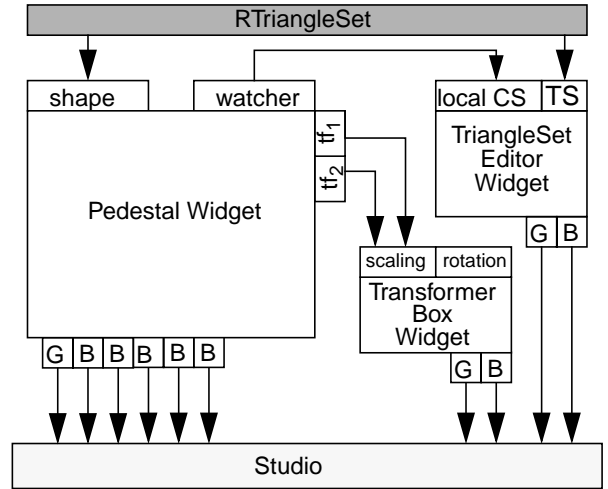 RTriangleSet
shape
watcher
local CS
TS
tf1
tf2
Pedestal Widget
TriangleSet
Editor
Widget
G
B
scaling
rotation
Transformer
Box
Widget
G
B
B
B
B
B
G
B
Studio